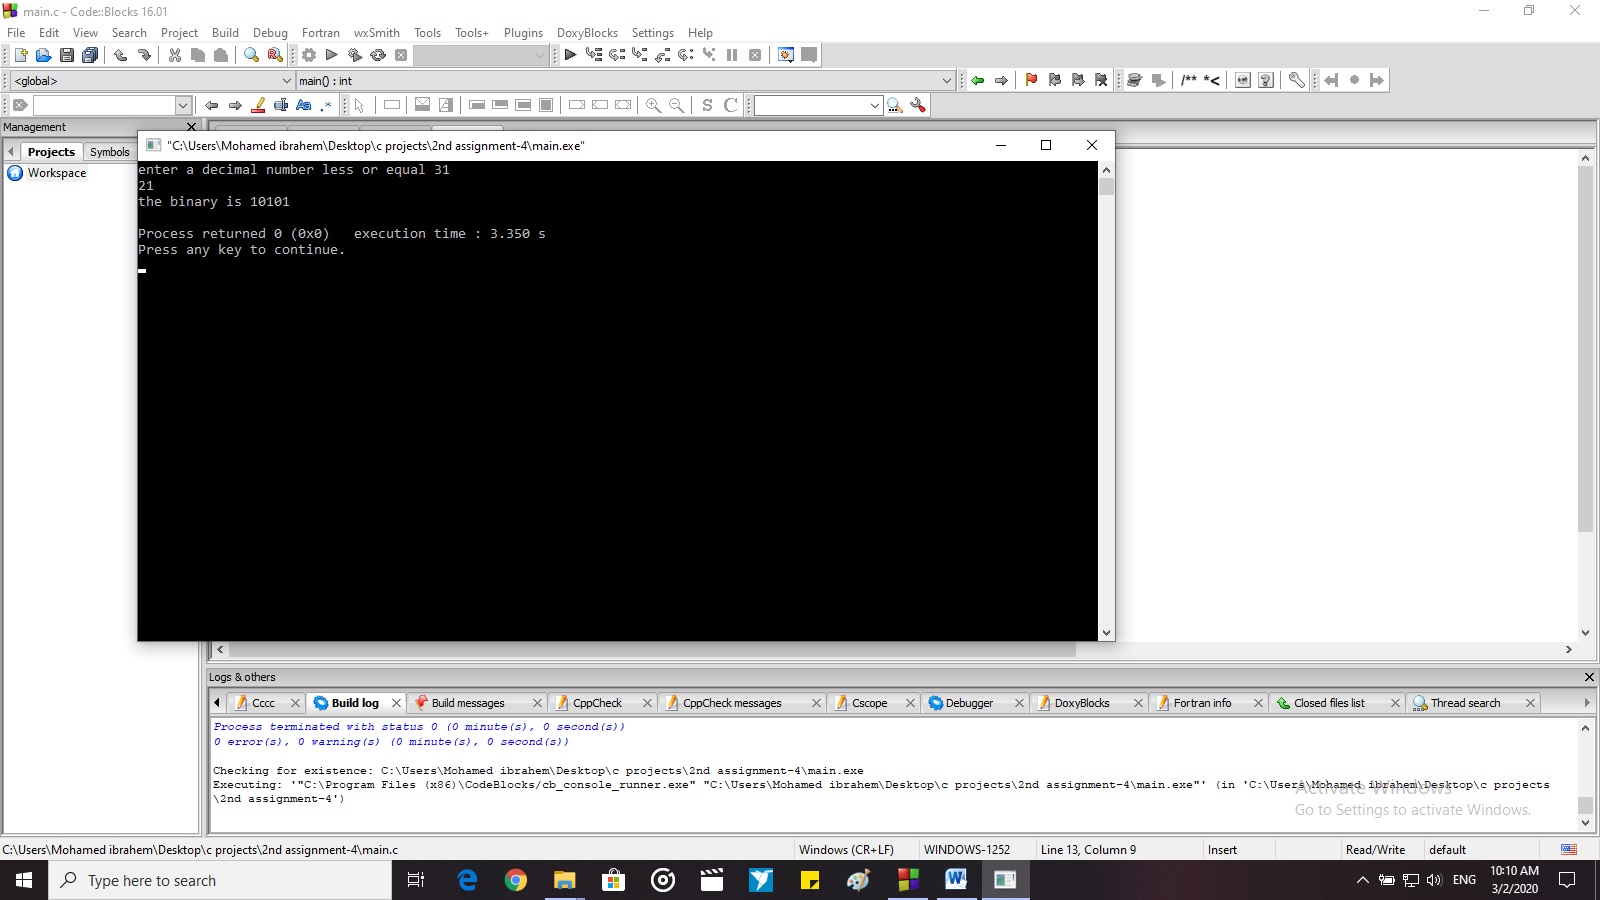 main.c - Code::Blocks 16.01
File Edit View Search Project Build Debug Fortran wxSmith Tools Tools+ Plugins DoxyBlocks Settings Help
<global> main() : int
/** *<
S C
Management
Projects Symbols
Workspace
"C:\Users\Mohamed ibrahem\Desktop\c projects\2nd assignment-4\main.exe"
enter a decimal number less or equal 31
21
the binary is 10101
Process returned 0 (0x0)   execution time : 3.350 s
Press any key to continue.
Logs & others
Cccc Build log Build messages CppCheck CppCheck messages Cscope Debugger DoxyBlocks Fortran info Closed files list Thread search
Process terminated with status 0 (0 minute(s), 0 second(s))
0 error(s), 0 warning(s) (0 minute(s), 0 second(s))
Checking for existence: C:\Users\Mohamed ibrahem\Desktop\c projects\2nd assignment-4\main.exe
Executing: '"C:\Program Files (x86)\CodeBlocks/cb_console_runner.exe" "C:\Users\Mohamed ibrahem\Desktop\c projects\2nd assignment-4\main.exe"' (in 'C:\Users\Mohamed ibrahem\Desktop\c projects
\2nd assignment-4')
Activate Windows
Go to Settings to activate Windows.
C:\Users\Mohamed ibrahem\Desktop\c projects\2nd assignment-4\main.c Windows (CR+LF) WINDOWS-1252 Line 13, Column 9 Insert Read/Write default
Type here to search
ENG
10:10 AM
3/2/2020